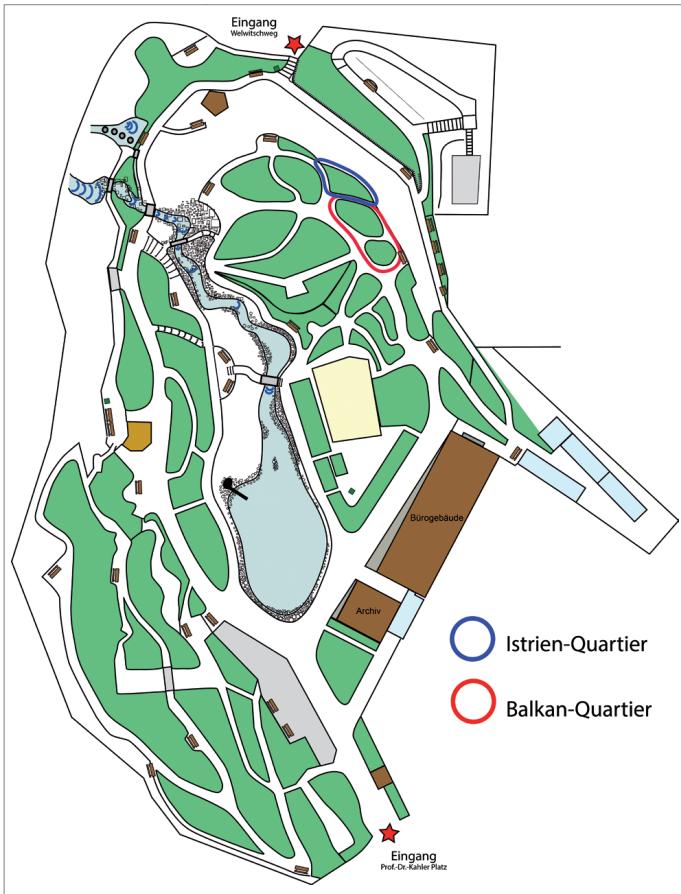 Eingang
Welwitschweg
Bürogebäude
Archiv
Istrien-Quartier
Balkan-Quartier
Eingang
Prof.-Dr.-Kahler Platz